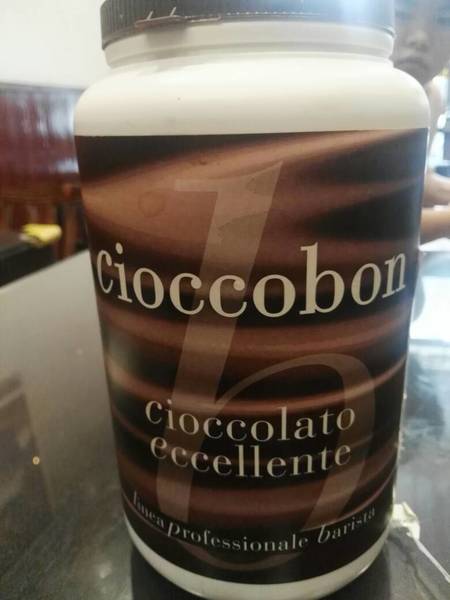 cioccobon
cioccolato
eccellente
linea professionale barista